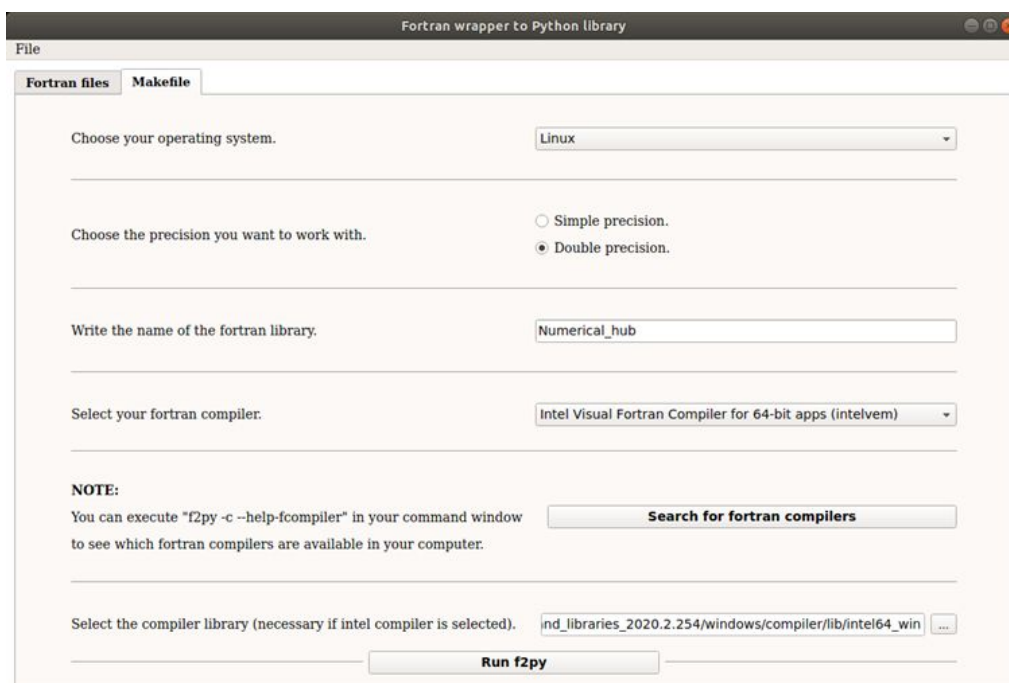 Fortran wrapper to Python library
File
Fortran files Makefile
Choose your operating system. Linux
Simple precision.
Choose the precision you want to work with.
Double precision.
Write the name of the fortran library. Numerical_hub
Select your fortran compiler. Intel Visual Fortran Compiler for 64-bit apps (intelvem)
NOTE:
You can execute "f2py -c --help-fcompiler" in your command window Search for fortran compilers
to see which fortran compilers are available in your computer.
Select the compiler library (necessary if intel compiler is selected). nd_libraries_2020.2.254/windows/compiler/lib/intel64_win ...
Run f2py